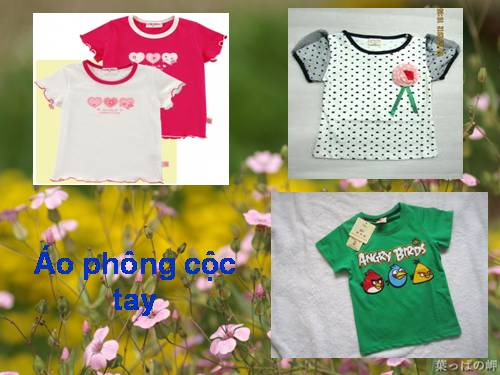 Áo phông cộc
tay
ANGRY BIRDS
葉っぱの岬